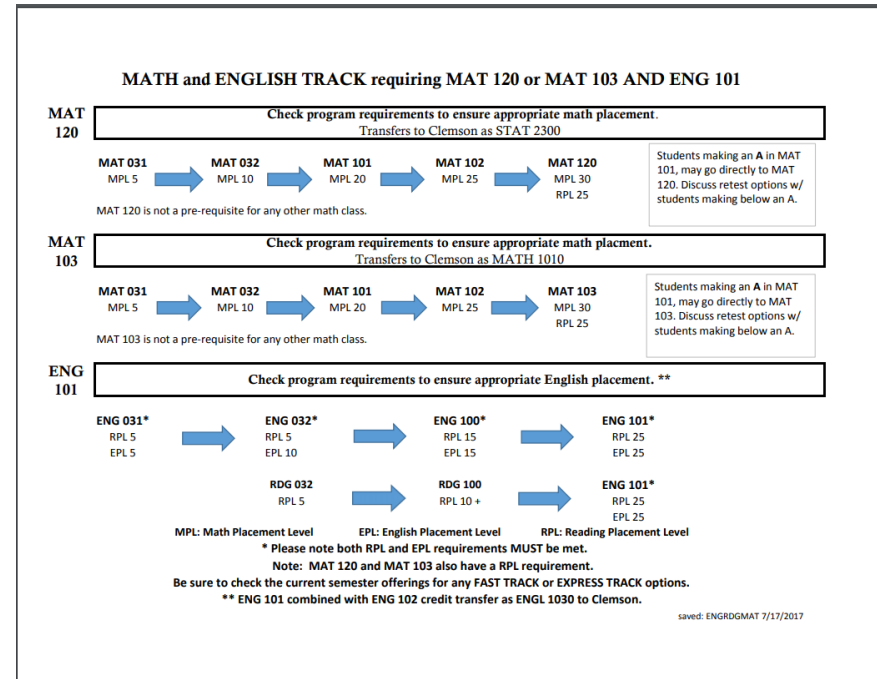 MATH and ENGLISH TRACK requiring MAT 120 or MAT 103 AND ENG 101
MAT
120
Check program requirements to ensure appropriate math placement.
Transfers to Clemson as STAT 2300
MAT 031 MAT 032 MAT 101 MAT 102 MAT 120
MPL 5 MPL 10 MPL 20 MPL 25 MPL 30
RPL 25
MAT 120 is not a pre-requisite for any other math class.
Students making an A in MAT
101, may go directly to MAT
120. Discuss retest options w/
students making below an A.
MAT
103
Check program requirements to ensure appropriate math placment.
Transfers to Clemson as MATH 1010
MAT 031 MAT 032 MAT 101 MAT 102 MAT 103
MPL 5 MPL 10 MPL 20 MPL 25 MPL 30
RPL 25
MAT 103 is not a pre-requisite for any other math class.
Students making an A in MAT
101, may go directly to MAT
103. Discuss retest options w/
students making below an A.
ENG
101
Check program requirements to ensure appropriate English placement. **
ENG 031* ENG 032* ENG 100* ENG 101*
RPL 5 RPL 5 RPL 15 RPL 25
EPL 5 EPL 10 EPL 15 EPL 25
RDG 032 RDG 100 ENG 101*
RPL 5 RPL 10 + RPL 25
EPL 25
MPL: Math Placement Level EPL: English Placement Level RPL: Reading Placement Level
* Please note both RPL and EPL requirements MUST be met.
Note: MAT 120 and MAT 103 also have a RPL requirement.
Be sure to check the current semester offerings for any FAST TRACK or EXPRESS TRACK options.
** ENG 101 combined with ENG 102 credit transfer as ENGL 1030 to Clemson.
saved: ENGRDGMAT 7/17/2017